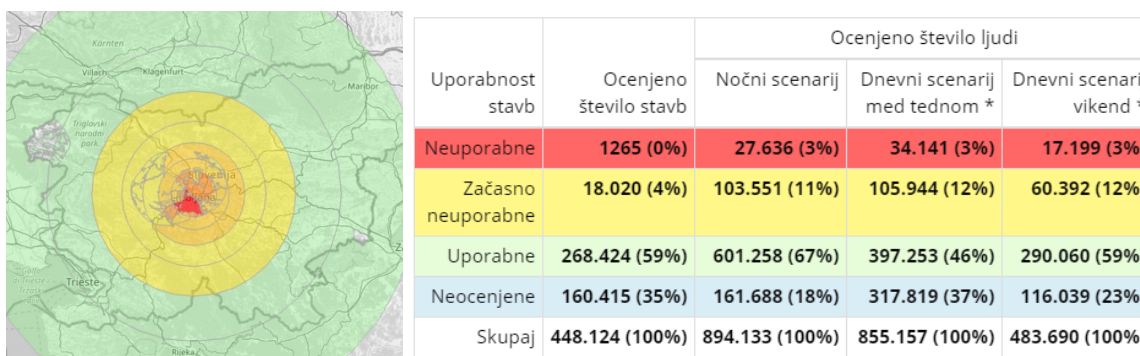 Kärnten
Villach
Klagenfurt
Maribor
Triglavski
narodni
park
Slovenija
Ljubljana
Trieste
Rijeka
Ocenjeno število ljudi
Uporabnost
stavb
Ocenjeno
število stavb
Nočni scenarij
Dnevni scenarij
med tednom *
Dnevni scenari
vikend *
Neuporabne 1265 (0%) 27.636 (3%) 34.141 (3%) 17.199 (3%
Začasno
neuporabne
18.020 (4%) 103.551 (11%) 105.944 (12%) 60.392 (12%
Uporabne 268.424 (59%) 601.258 (67%) 397.253 (46%) 290.060 (59%
Neocenjene 160.415 (35%) 161.688 (18%) 317.819 (37%) 116.039 (23%
Skupaj 448.124 (100%) 894.133 (100%) 855.157 (100%) 483.690 (100%